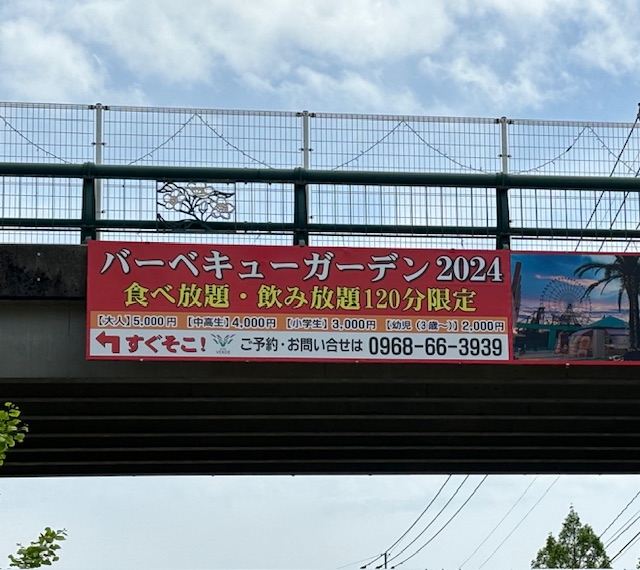 バーベキューガーデン2024
食べ放題・飲み放題120分限定
【大人】5,000円 【中高生】4,000円 【小学生】3,000円 【幼児(3歳~)】2,000円
すぐそこ! VERDE ご予約・お問い合せは 0968-66-3939